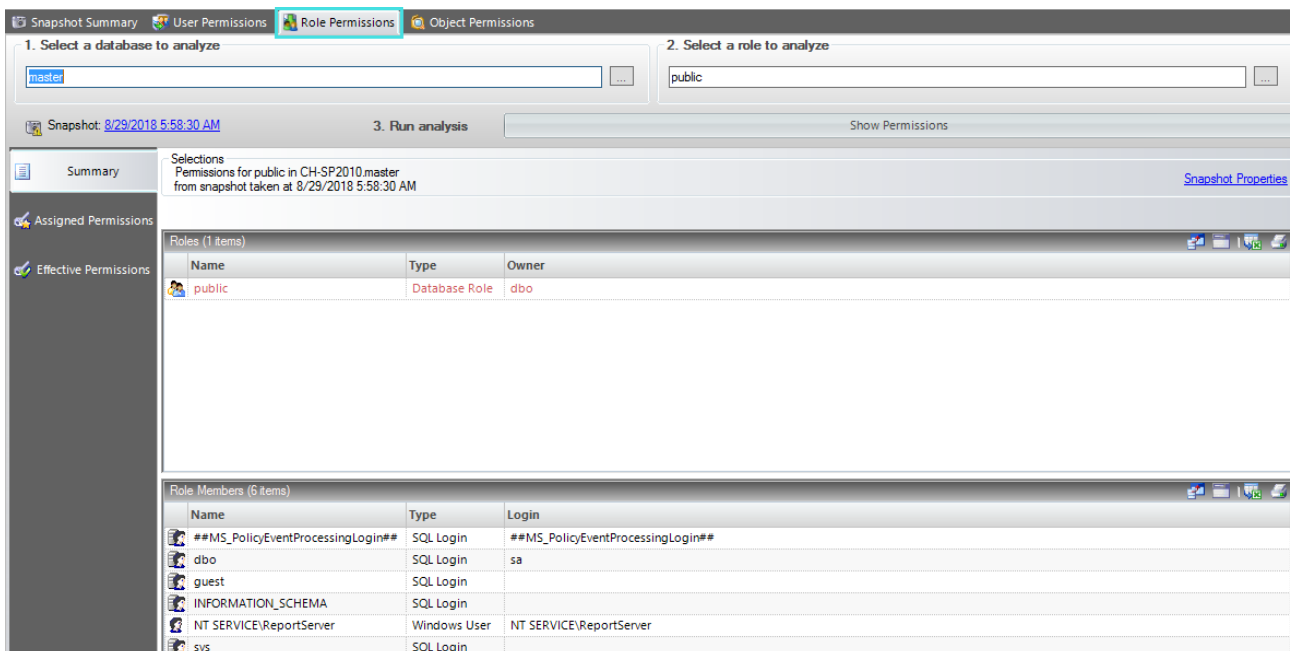 Snapshot Summary User Permissions Role Permissions Object Permissions
1. Select a database to analyze 2. Select a role to analyze
master ... public ...
Snapshot: 8/29/2018 5:58:30 AM 3. Run analysis Show Permissions
Summary
Assigned Permissions
Effective Permissions
Selections
Permissions for public in CH-SP2010.master
from snapshot taken at 8/29/2018 5:58:30 AM
Snapshot Properties
Roles (1 items)
Name Type Owner
public Database Role dbo
Role Members (6 items)
Name Type Login
##MS_PolicyEventProcessingLogin## SQL Login ##MS_PolicyEventProcessingLogin##
dbo SQL Login sa
guest SQL Login
INFORMATION_SCHEMA SQL Login
NT SERVICE\ReportServer Windows User NT SERVICE\ReportServer
sys SQL Login